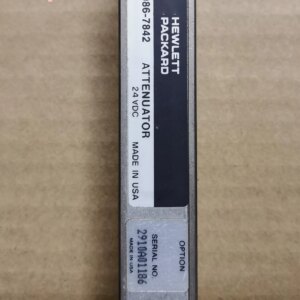 HEWLETT
PACKARD
086-7842
ATTENUATOR
24 VDC
MADE IN USA
OPTION
SERIAL NO
2910A01186
MADE IN USA